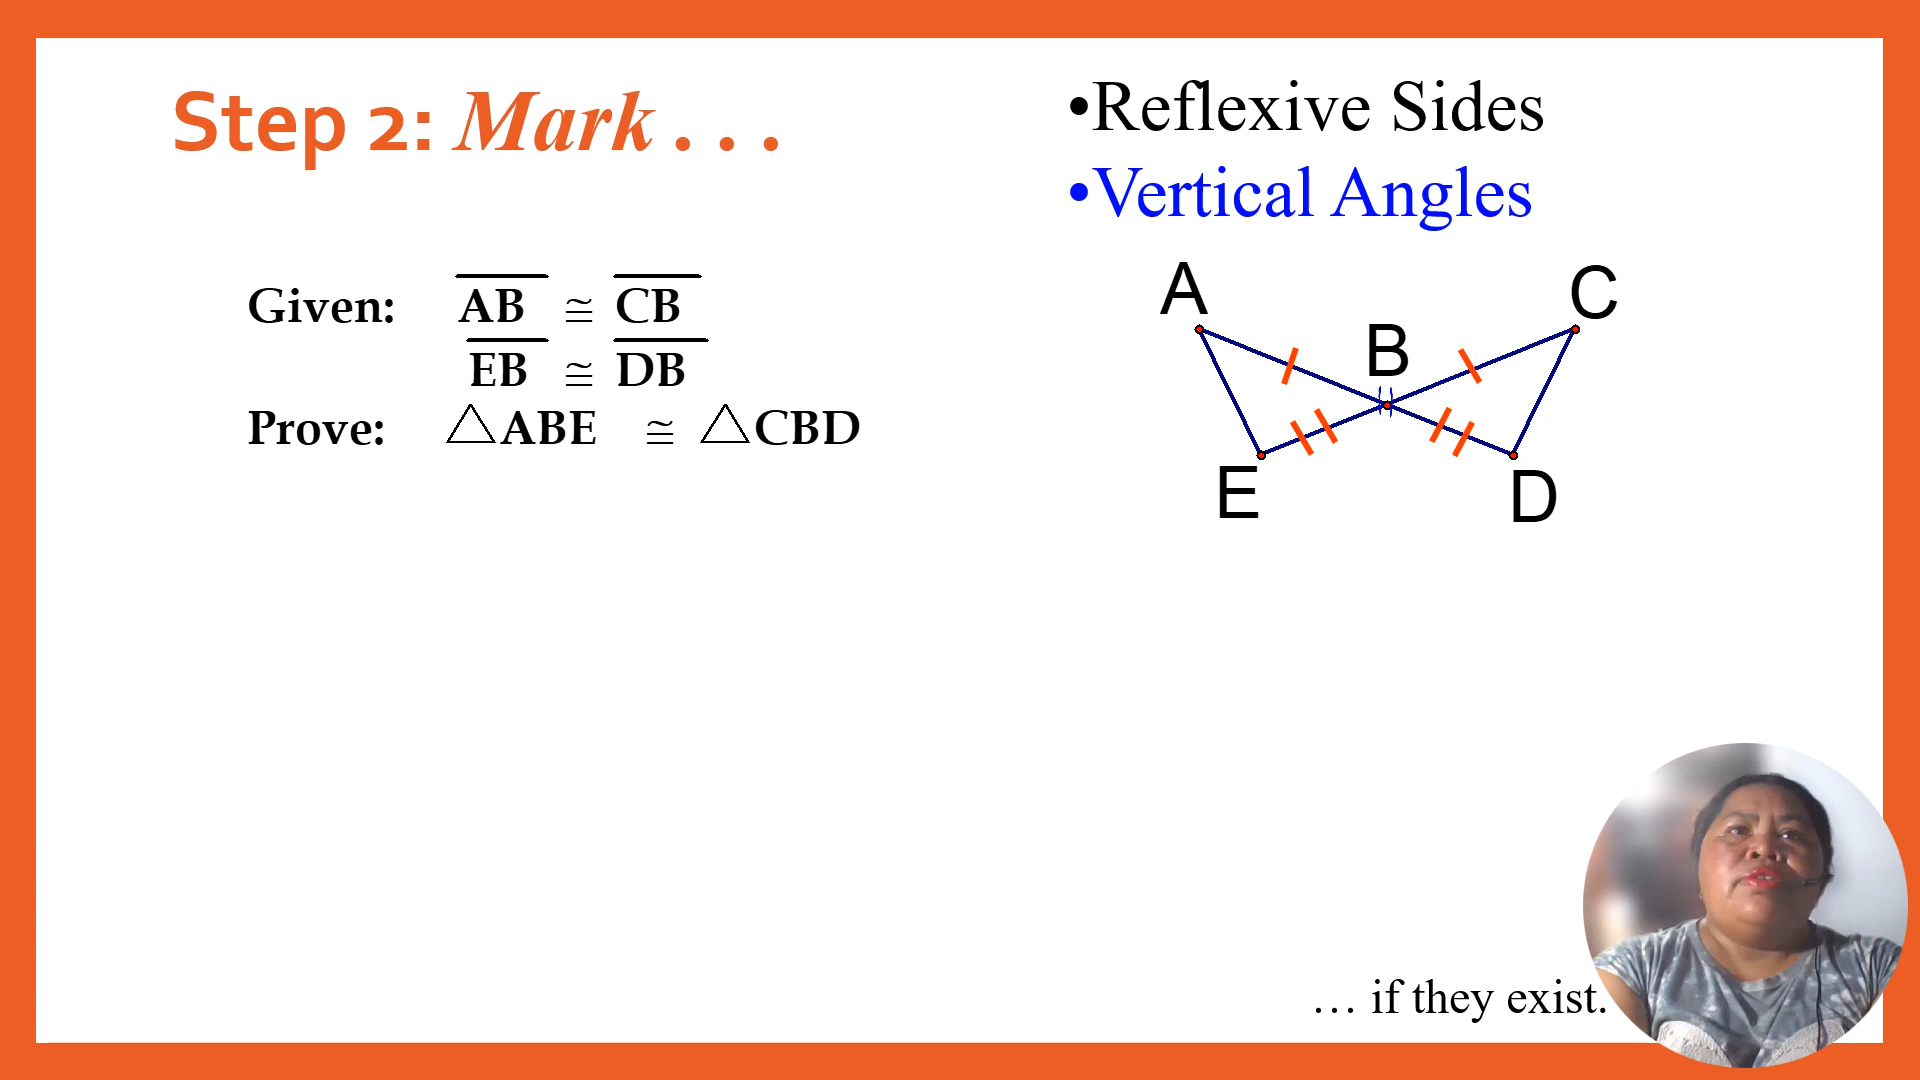 Step 2: Mark . . .
•Reflexive Sides
•Vertical Angles
Given: AB ≅ CB
EB ≅ DB
Prove: △ABE ≅ △CBD
A
C
B
E
D
… if they exist.